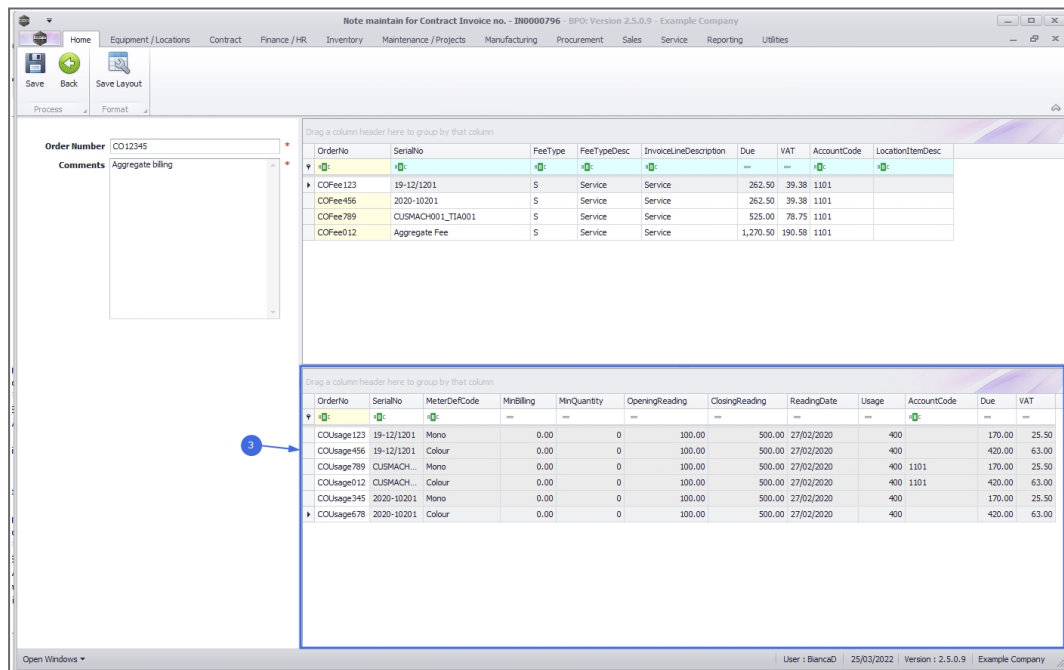 Note maintain for Contract Invoice no. - IN0000796 - BPO: Version 2.5.0.9 - Example Company
Home Equipment / Locations Contract Finance / HR Inventory Maintenance / Projects Manufacturing Procurement Sales Service Reporting Utilities
Save Back Save Layout
Process Format
Order Number CO12345 *
Comments Aggregate billing *
Drag a column header here to group by that column
OrderNo SerialNo FeeType FeeTypeDesc InvoiceLineDescription Due VAT AccountCode LocationItemDesc
COFee123 19-12/1201 S Service Service 262.50 39.38 1101
COFee456 2020-10201 S Service Service 262.50 39.38 1101
COFee789 CUSMACH001_TIA001 S Service Service 525.00 78.75 1101
COFee012 Aggregate Fee S Service Service 1,270.50 190.58 1101
Drag a column header here to group by that column
OrderNo SerialNo MeterDefCode MinBilling MinQuantity OpeningReading ClosingReading ReadingDate Usage AccountCode Due VAT
COUsage123 19-12/1201 Mono 0.00 0 100.00 500.00 27/02/2020 400 170.00 25.50
3
COUsage456 19-12/1201 Colour 0.00 0 100.00 500.00 27/02/2020 400 420.00 63.00
COUsage789 CUSMACH... Mono 0.00 0 100.00 500.00 27/02/2020 400 1101 170.00 25.50
COUsage012 CUSMACH... Colour 0.00 0 100.00 500.00 27/02/2020 400 1101 420.00 63.00
COUsage345 2020-10201 Mono 0.00 0 100.00 500.00 27/02/2020 400 170.00 25.50
COUsage678 2020-10201 Colour 0.00 0 100.00 500.00 27/02/2020 400 420.00 63.00
Open Windows User : BiancaD 25/03/2022 Version : 2.5.0.9 Example Company